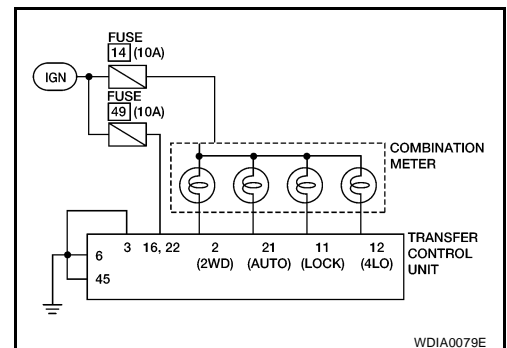 FUSE
14 (10A)
IGN
FUSE
49 (10A)
COMBINATION
METER
3 16, 22 2 21 11 12
(2WD) (AUTO) (LOCK) (4LO)
6
45
TRANSFER
CONTROL
UNIT
WDIA0079E